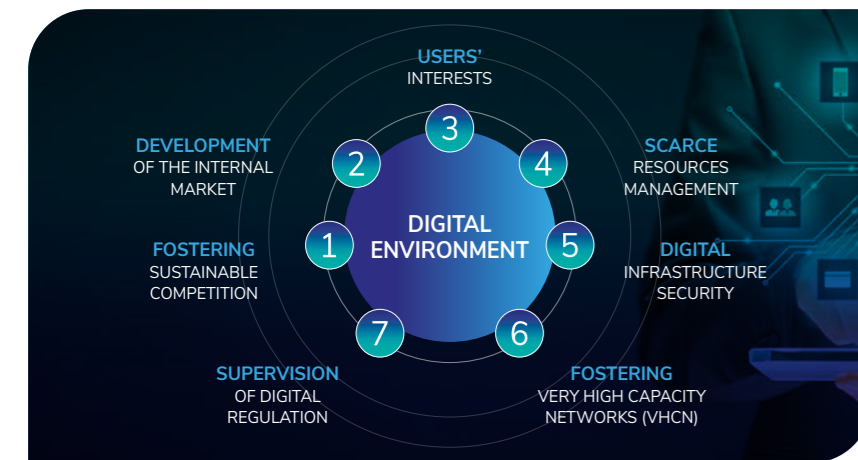 USERS'
INTERESTS
3
DEVELOPMENT
OF THE INTERNAL
MARKET
2
4
SCARCE
RESOURCES
MANAGEMENT
DIGITAL
ENVIRONMENT
FOSTERING
SUSTAINABLE
COMPETITION
1
5
DIGITAL
INFRASTRUCTURE
SECURITY
7
6
SUPERVISION
OF DIGITAL
REGULATION
FOSTERING
VERY HIGH CAPACITY
NETWORKS (VHCN)